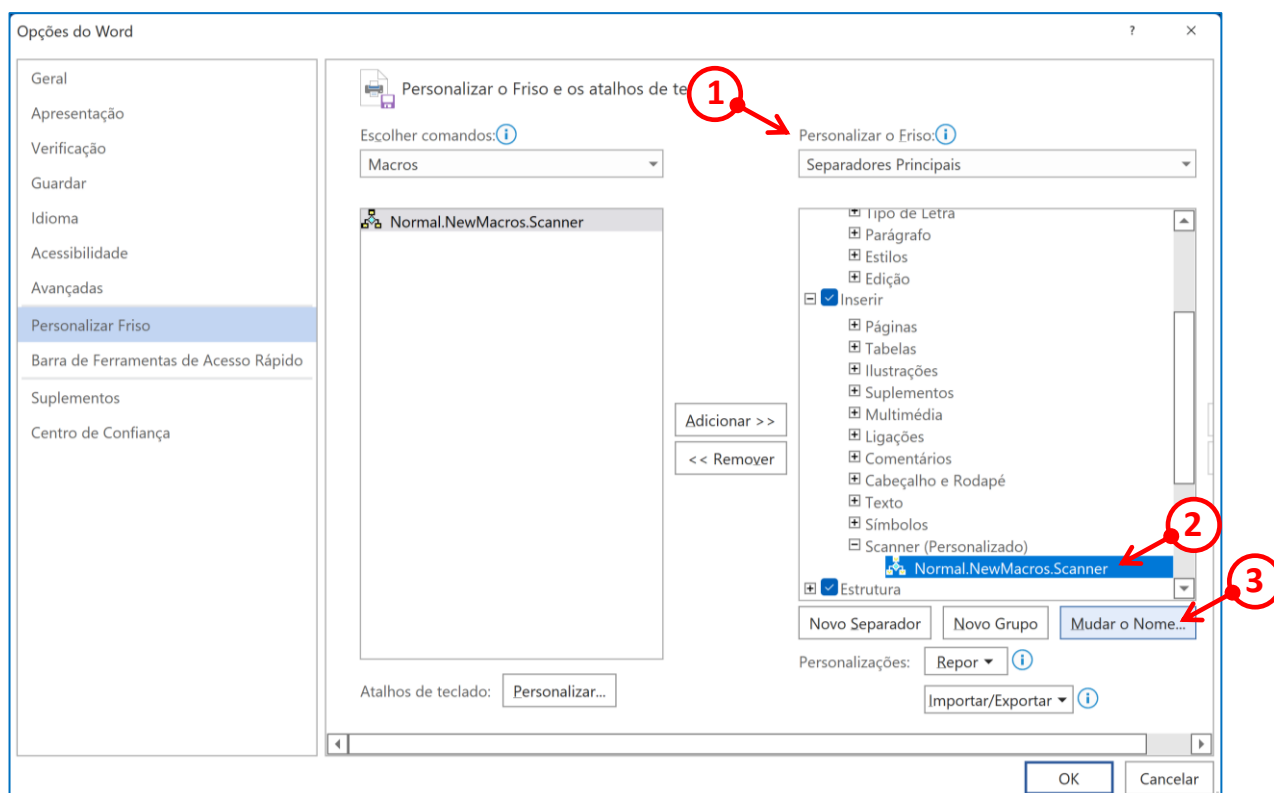 Opções do Word
?
Geral
Apresentação
Verificação
Guardar
Idioma
Acessibilidade
Avançadas
Personalizar Friso
Barra de Ferramentas de Acesso Rápido
Suplementos
Centro de Confiança
Personalizar o Friso e os atalhos de te
1
Escolher comandos:
Macros
Normal.NewMacros.Scanner
Atalhos de teclado: Personalizar...
Adicionar >>
<< Remover
Personalizar o Friso:
Separadores Principais
Tipo de Letra
Parágrafo
Estilos
Edição
Inserir
Páginas
Tabelas
Ilustrações
Suplementos
Multimédia
Ligações
Comentários
Cabeçalho e Rodapé
Texto
Símbolos
Scanner (Personalizado)
2
Normal.NewMacros.Scanner
Estrutura
3
Novo Separador Novo Grupo Mudar o Nome...
Personalizações: Repor
Importar/Exportar
OK Cancelar